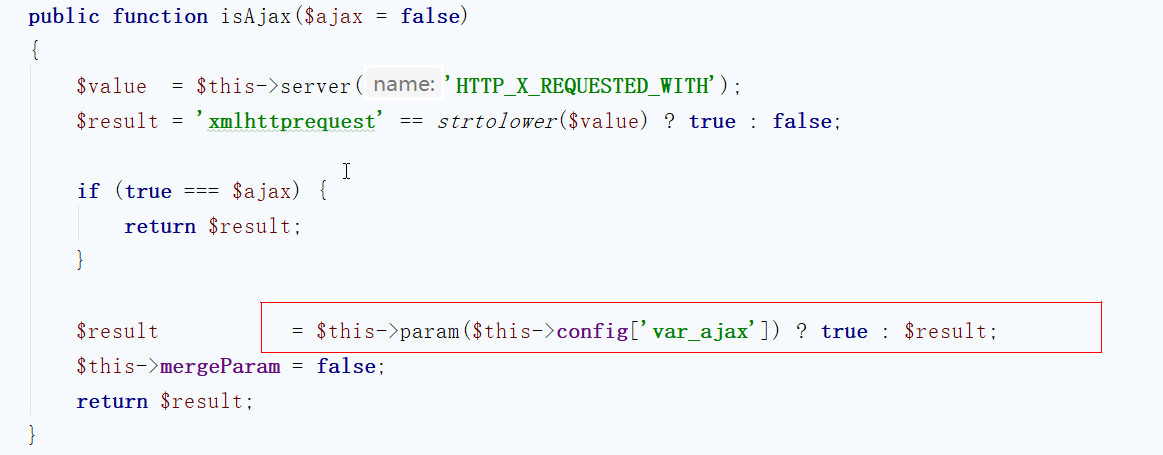 public function isAjax($ajax = false)
{
$value = $this->server( name: 'HTTP_X_REQUESTED_WITH');
$result = 'xmlhttprequest' == strtolower($value) ? true : false;
if (true === $ajax) {
return $result;
}
$result = $this->param($this->config['var_ajax']) ? true : $result;
$this->mergeParam = false;
return $result;
}